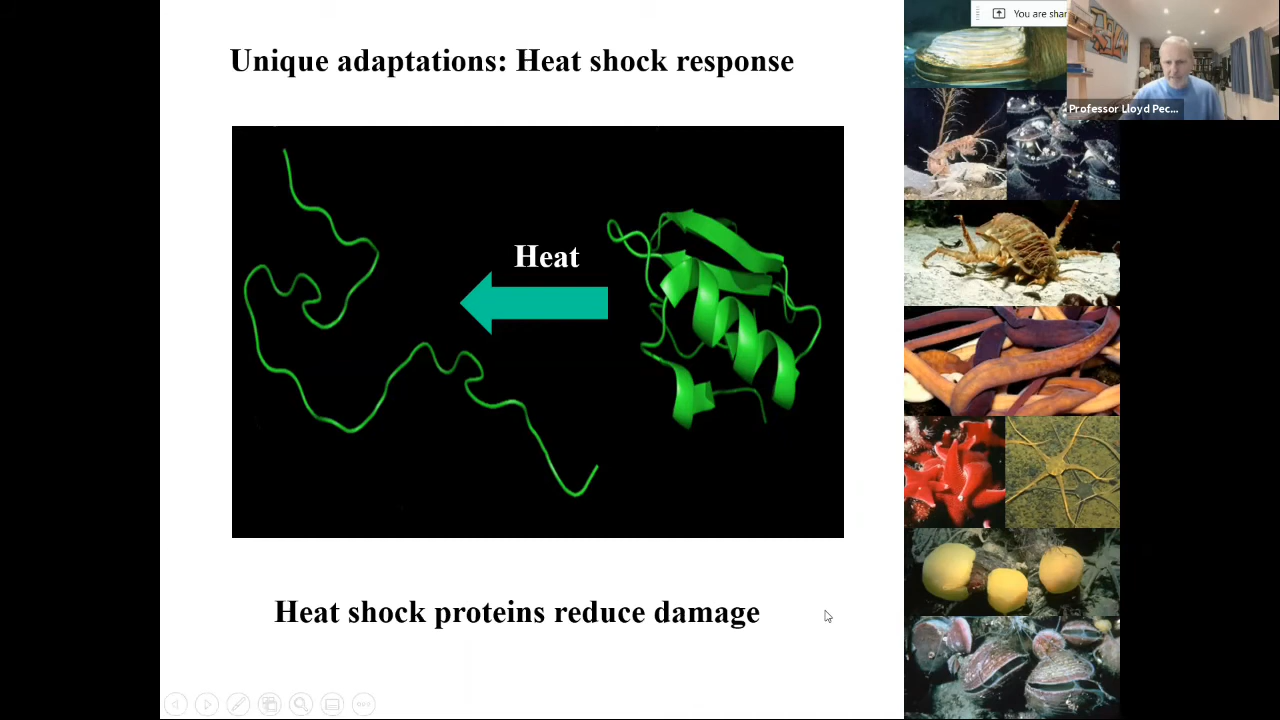 Unique adaptations: Heat shock response
You are shar
Professor Lloyd Pec...
Heat
Heat shock proteins reduce damage